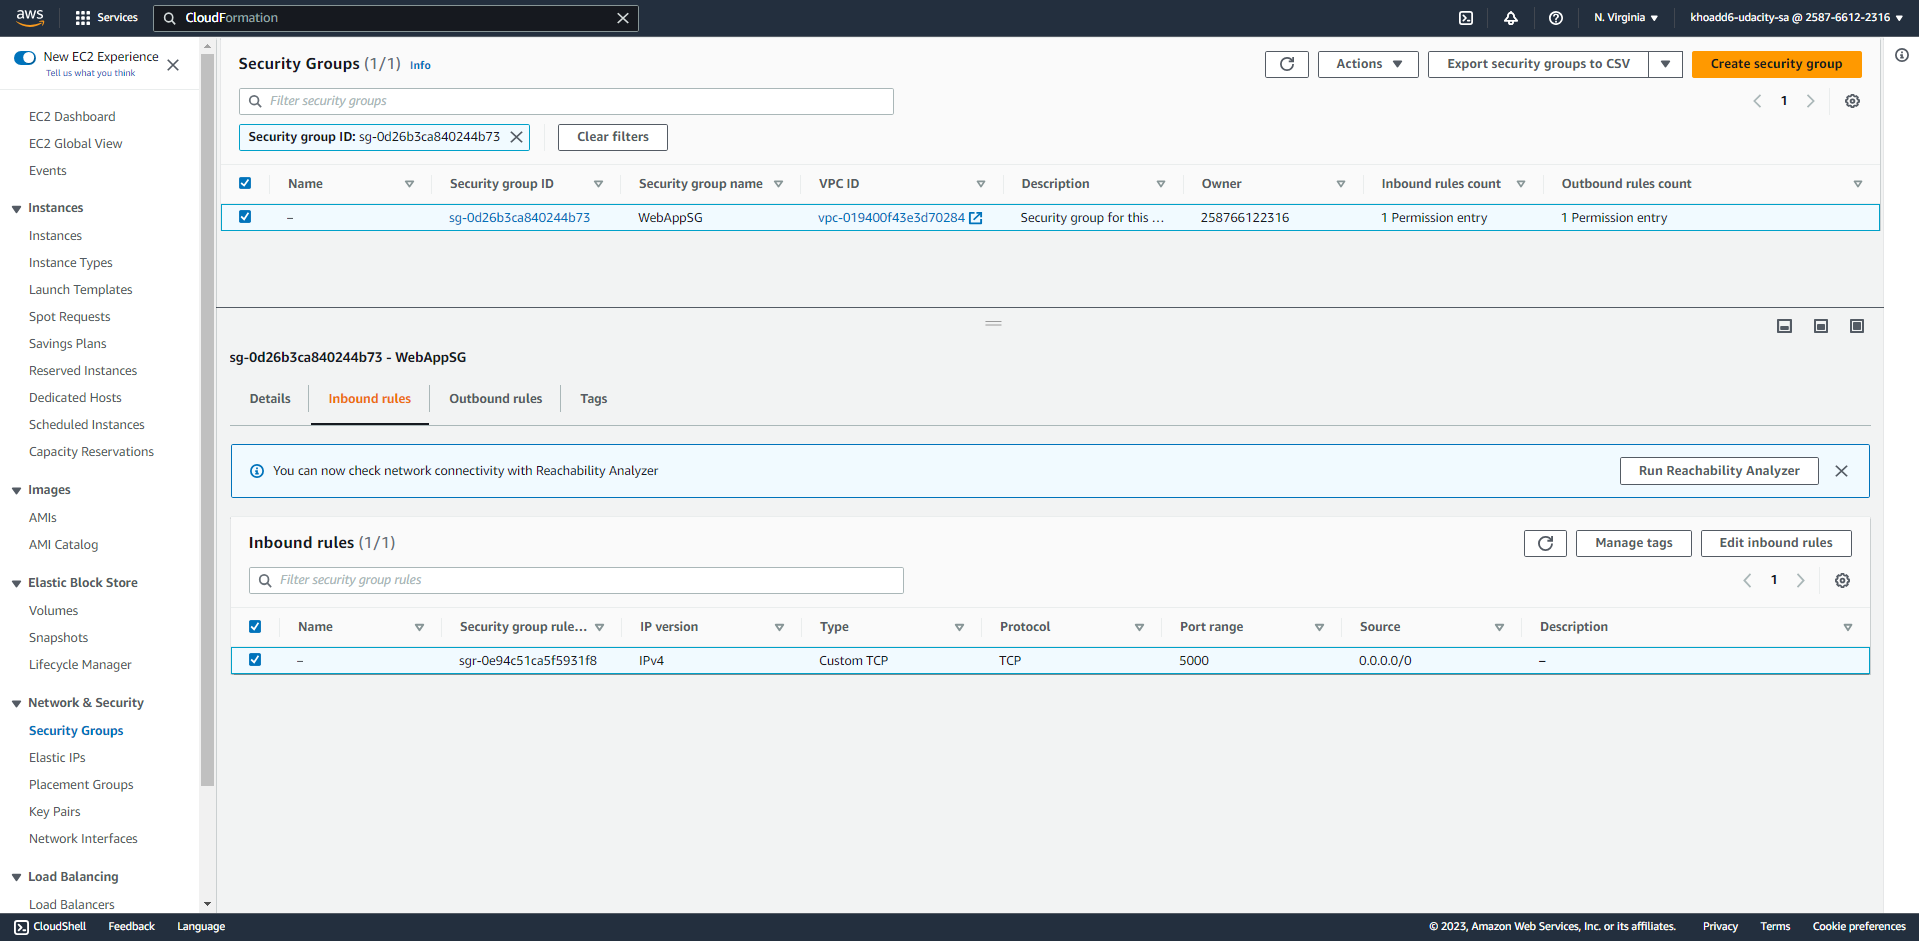 aws Services CloudFormation N. Virginia khoadd6-udacity-sa @ 2587-6612-2316
New EC2 Experience
Tell us what you think
EC2 Dashboard
EC2 Global View
Events
Instances
Instances
Instance Types
Launch Templates
Spot Requests
Savings Plans
Reserved Instances
Dedicated Hosts
Scheduled Instances
Capacity Reservations
Images
AMIs
AMI Catalog
Elastic Block Store
Volumes
Snapshots
Lifecycle Manager
Network & Security
Security Groups
Elastic IPs
Placement Groups
Key Pairs
Network Interfaces
Load Balancing
Load Balancers
Security Groups (1/1) Info Actions Export security groups to CSV Create security group
Filter security groups 1
Security group ID: sg-0d26b3ca840244b73 Clear filters
Name Security group ID Security group name VPC ID Description Owner Inbound rules count Outbound rules count
– sg-0d26b3ca840244b73 WebAppSG vpc-019400f43e3d70284 Security group for this ... 258766122316 1 Permission entry 1 Permission entry
sg-0d26b3ca840244b73 - WebAppSG
Details Inbound rules Outbound rules Tags
You can now check network connectivity with Reachability Analyzer Run Reachability Analyzer
Inbound rules (1/1) Manage tags Edit inbound rules
Filter security group rules 1
Name Security group rule... IP version Type Protocol Port range Source Description
– sgr-0e94c51ca5f5931f8 IPv4 Custom TCP TCP 5000 0.0.0.0/0 –
CloudShell Feedback Language © 2023, Amazon Web Services, Inc. or its affiliates. Privacy Terms Cookie preferences